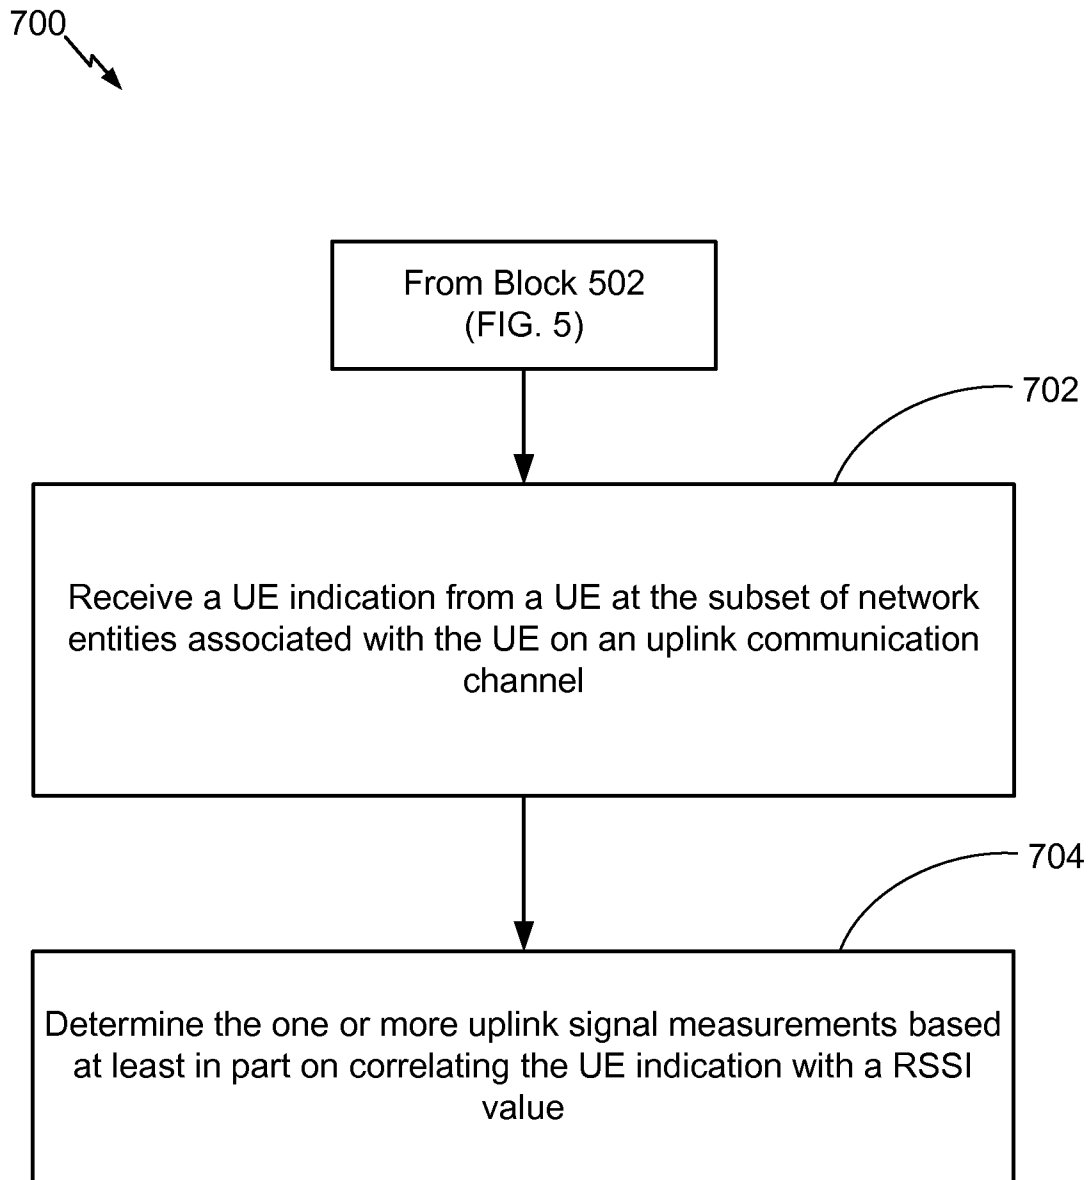 700
From Block 502
(FIG. 5)
702
Receive a UE indication from a UE at the subset of network
entities associated with the UE on an uplink communication
channel
704
Determine the one or more uplink signal measurements based
at least in part on correlating the UE indication with a RSSI
value